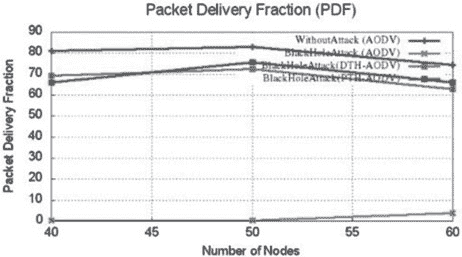 Packet Delivery Fraction (PDF)
90
80
70
60
50
40
30
20
10
0
Packet Delivery Fraction
WithoutAttack (AODV)
BlackHoleAttack (AODV)
BlackHoleAttack(DTH-AODV)
BlackHoleAttack(PTH-AODV)
40
45
50
55
60
Number of Nodes